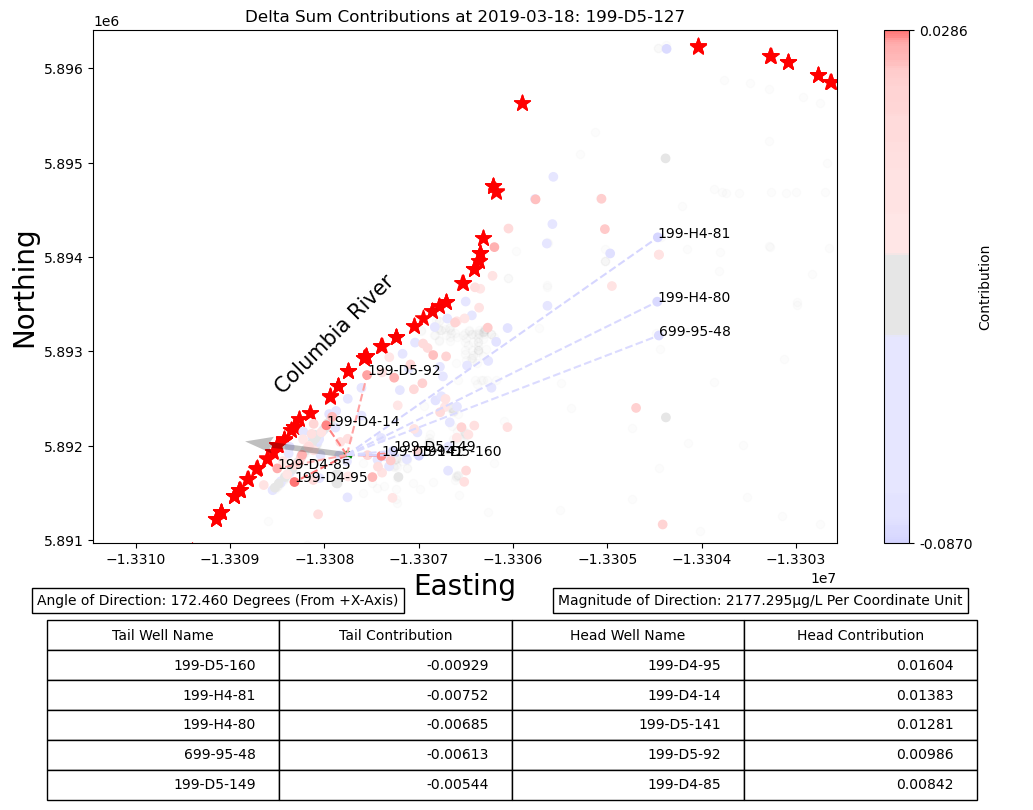 Delta Sum Contributions at 2019-03-18: 199-D5-127
1e6
0.0286
5.896
5.895
5.894
5.893
5.892
5.891
Northing
Columbia River
199-H4-81
199-H4-80
699-95-48
199-D5-92
199-D4-14
199-D5-149
199-D5-141
199-D5-160
199-D4-85
199-D4-95
Contribution
-0.0870
−1.3310 −1.3309 −1.3308 −1.3307 −1.3306 −1.3305 −1.3304 −1.3303
1e7
Easting
Angle of Direction: 172.460 Degrees (From +X-Axis)
Magnitude of Direction: 2177.295μg/L Per Coordinate Unit
Tail Well Name Tail Contribution Head Well Name Head Contribution
199-D5-160 -0.00929 199-D4-95 0.01604
199-H4-81 -0.00752 199-D4-14 0.01383
199-H4-80 -0.00685 199-D5-141 0.01281
699-95-48 -0.00613 199-D5-92 0.00986
199-D5-149 -0.00544 199-D4-85 0.00842